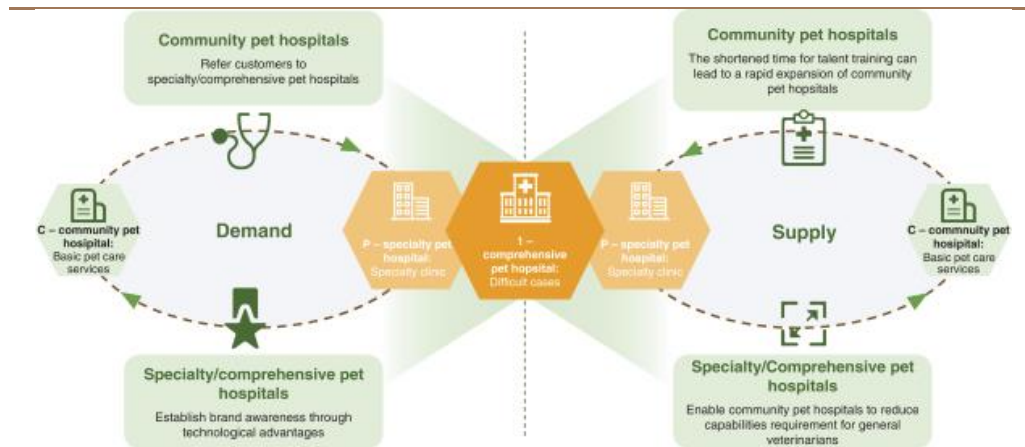 Community pet hospitals
Refer customers to
specialty/comprehensive pet hospitals
Community pet hospitals
The shortened time for talent training can
lead to a rapid expansion of community
pet hopsitals
C – community pet
hosipital:
Basic pet care
services
Demand
P – specialty pet
hospital:
Specialty clinic
1 –
comprehensive
pet hopsital:
Difficult cases
P – specialty pet
hospital:
Specialty clinic
Supply
C – commnuity pet
hosipital:
Basic pet care
services
Specialty/comprehensive pet
hospitals
Establish brand awareness through
technological advantages
Specialty/Comprehensive pet
hospitals
Enable community pet hospitals to reduce
capabilities requirement for general
veterinarians